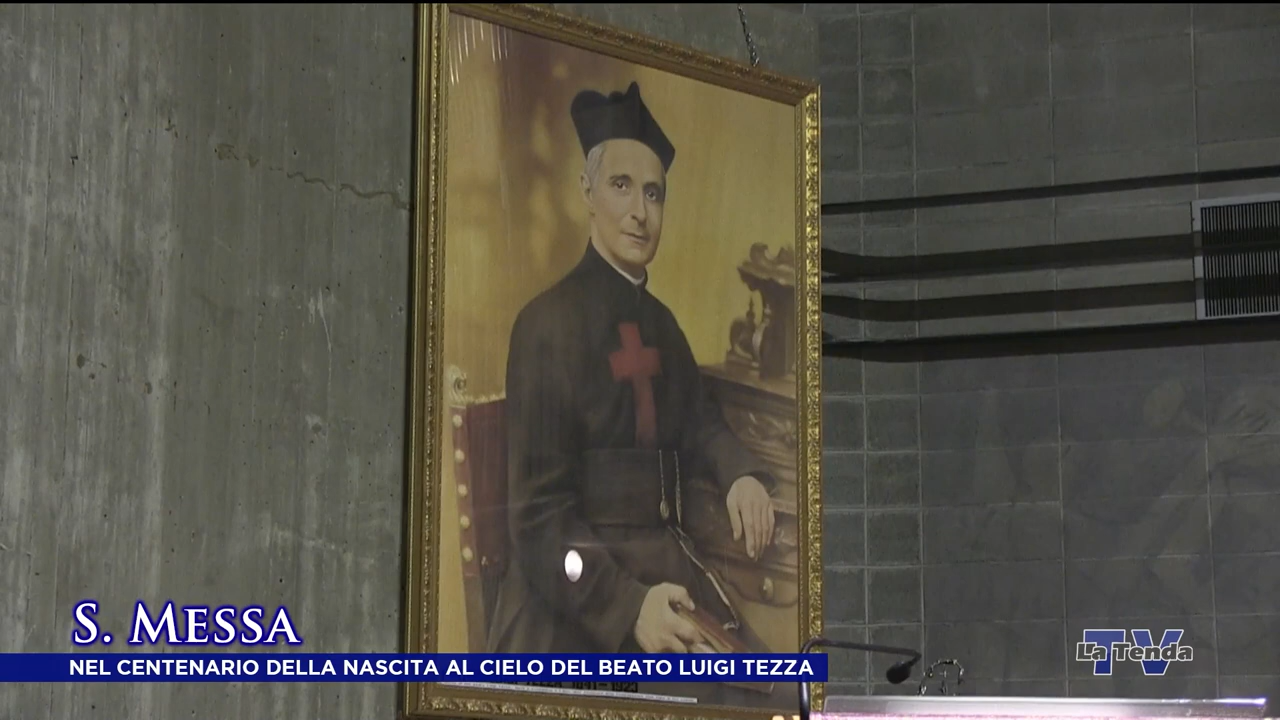 S. MESSA
NEL CENTENARIO DELLA NASCITA AL CIELO DEL BEATO LUIGI TEZZA
La Tenda TV